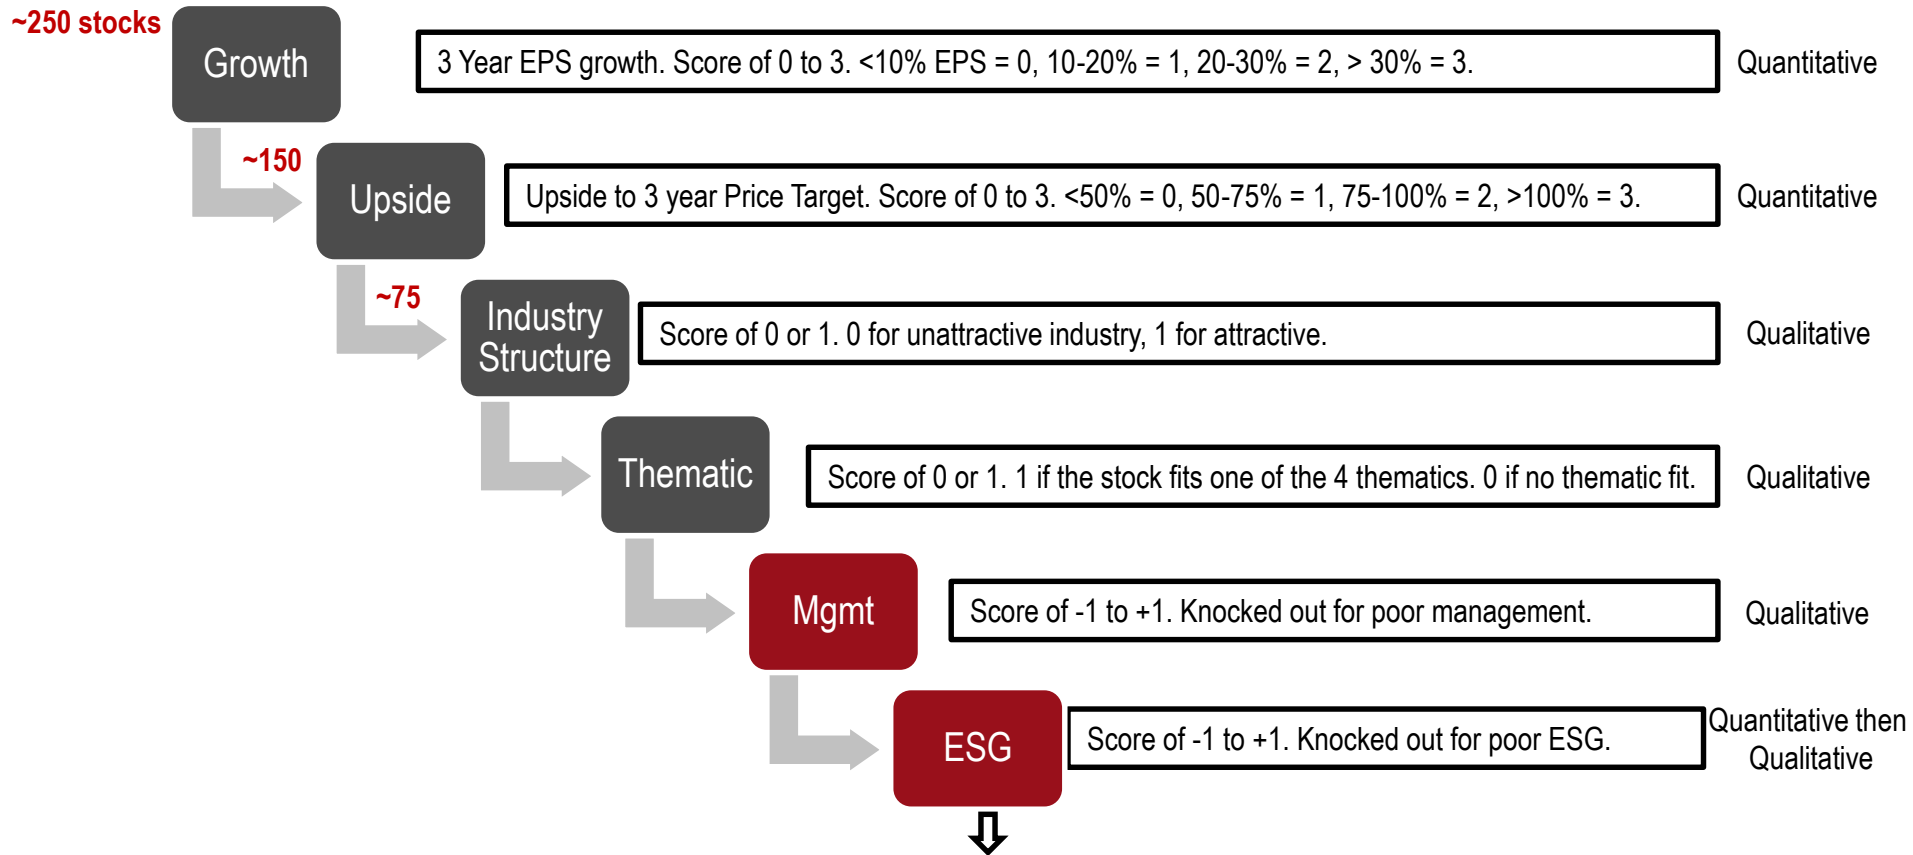 ~250 stocks
Growth
3 Year EPS growth. Score of 0 to 3. <10% EPS = 0, 10-20% = 1, 20-30% = 2, > 30% = 3.
Quantitative
~150
Upside
Upside to 3 year Price Target. Score of 0 to 3. <50% = 0, 50-75% = 1, 75-100% = 2, >100% = 3.
Quantitative
~75
Industry
Structure
Score of 0 or 1. 0 for unattractive industry, 1 for attractive.
Qualitative
Thematic
Score of 0 or 1. 1 if the stock fits one of the 4 thematics. 0 if no thematic fit.
Qualitative
Mgmt
Score of -1 to +1. Knocked out for poor management.
Qualitative
ESG
Score of -1 to +1. Knocked out for poor ESG.
Quantitative then
Qualitative